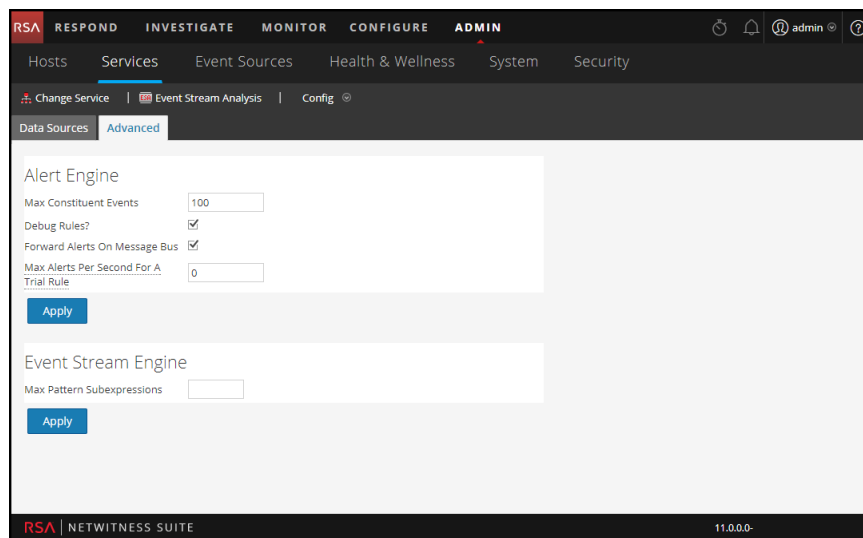 RSA RESPOND INVESTIGATE MONITOR CONFIGURE ADMIN admin
Hosts Services Event Sources Health & Wellness System Security
Change Service | Event Stream Analysis | Config
Data Sources Advanced
Alert Engine
Max Constituent Events 100
Debug Rules?
Forward Alerts On Message Bus
Max Alerts Per Second For A
Trial Rule
0
Apply
Event Stream Engine
Max Pattern Subexpressions
Apply
RSA | NETWITNESS SUITE 11.0.0.0-